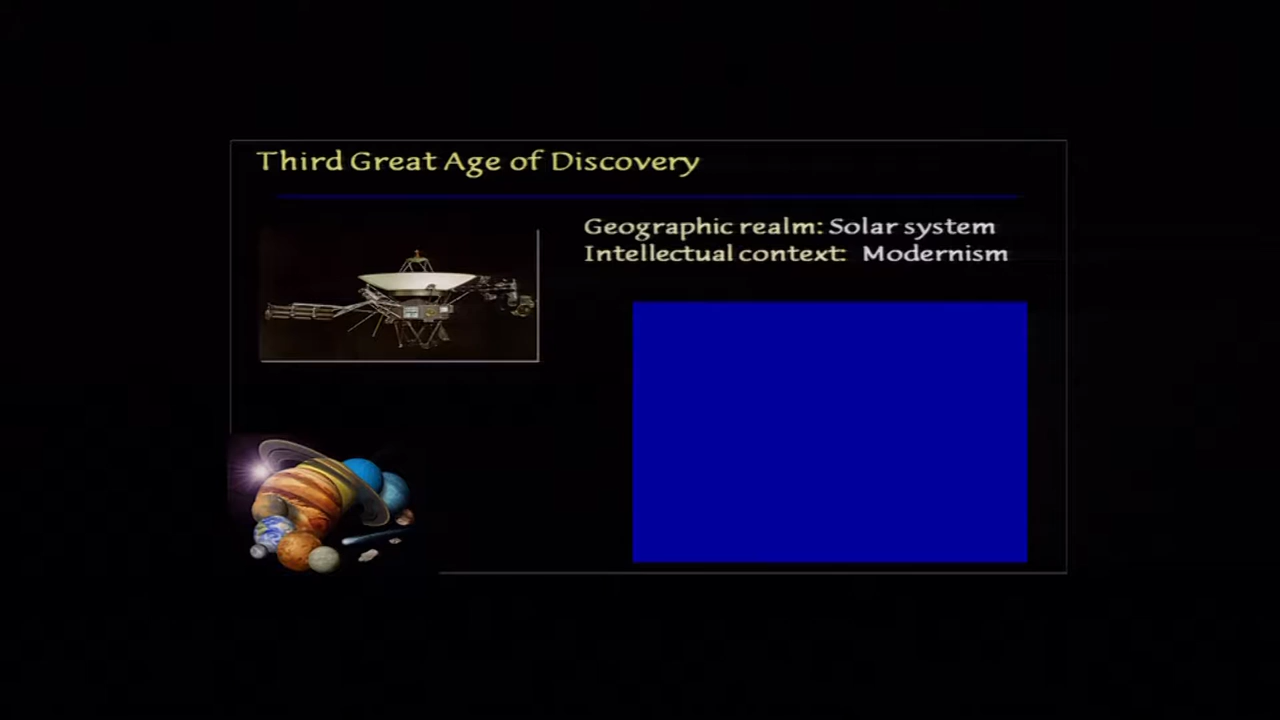 Third Great Age of Discovery
Geographic realm: Solar system
Intellectual context: Modernism